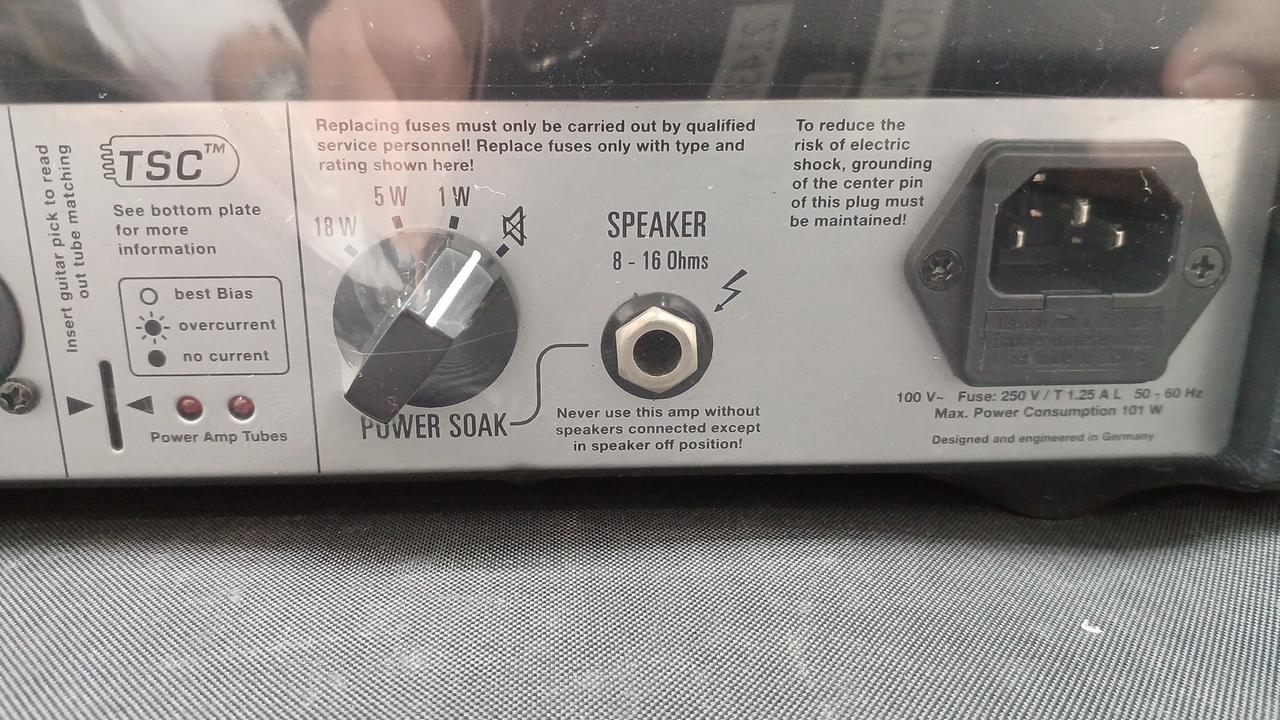 Insert guitar pick to read
out tube matching
TSC™
See bottom plate
for more
information
best Bias
overcurrent
no current
Power Amp Tubes
Replacing fuses must only be carried out by qualified
service personnel! Replace fuses only with type and
rating shown here!
18 W
5 W
1 W
POWER SOAK
SPEAKER
8 - 16 Ohms
Never use this amp without
speakers connected except
in speaker off position!
To reduce the
risk of electric
shock, grounding
of the center pin
of this plug must
be maintained!
100 V~ Fuse: 250 V / T 1.25 A L 50 - 60 Hz
Max. Power Consumption 101 W
Designed and engineered in Germany